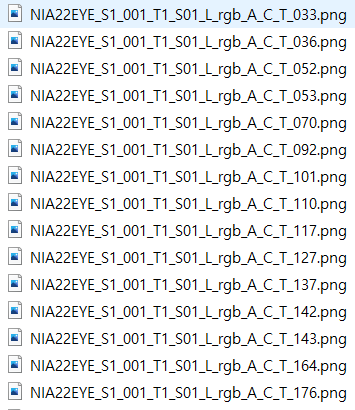 NIA22EYE_S1_001_T1_S01_L_rgb_A_C_T_033.png
NIA22EYE_S1_001_T1_S01_L_rgb_A_C_T_036.png
NIA22EYE_S1_001_T1_S01_L_rgb_A_C_T_052.png
NIA22EYE_S1_001_T1_S01_L_rgb_A_C_T_053.png
NIA22EYE_S1_001_T1_S01_L_rgb_A_C_T_070.png
NIA22EYE_S1_001_T1_S01_L_rgb_A_C_T_092.png
NIA22EYE_S1_001_T1_S01_L_rgb_A_C_T_101.png
NIA22EYE_S1_001_T1_S01_L_rgb_A_C_T_110.png
NIA22EYE_S1_001_T1_S01_L_rgb_A_C_T_117.png
NIA22EYE_S1_001_T1_S01_L_rgb_A_C_T_127.png
NIA22EYE_S1_001_T1_S01_L_rgb_A_C_T_137.png
NIA22EYE_S1_001_T1_S01_L_rgb_A_C_T_142.png
NIA22EYE_S1_001_T1_S01_L_rgb_A_C_T_143.png
NIA22EYE_S1_001_T1_S01_L_rgb_A_C_T_164.png
NIA22EYE_S1_001_T1_S01_L_rgb_A_C_T_176.png